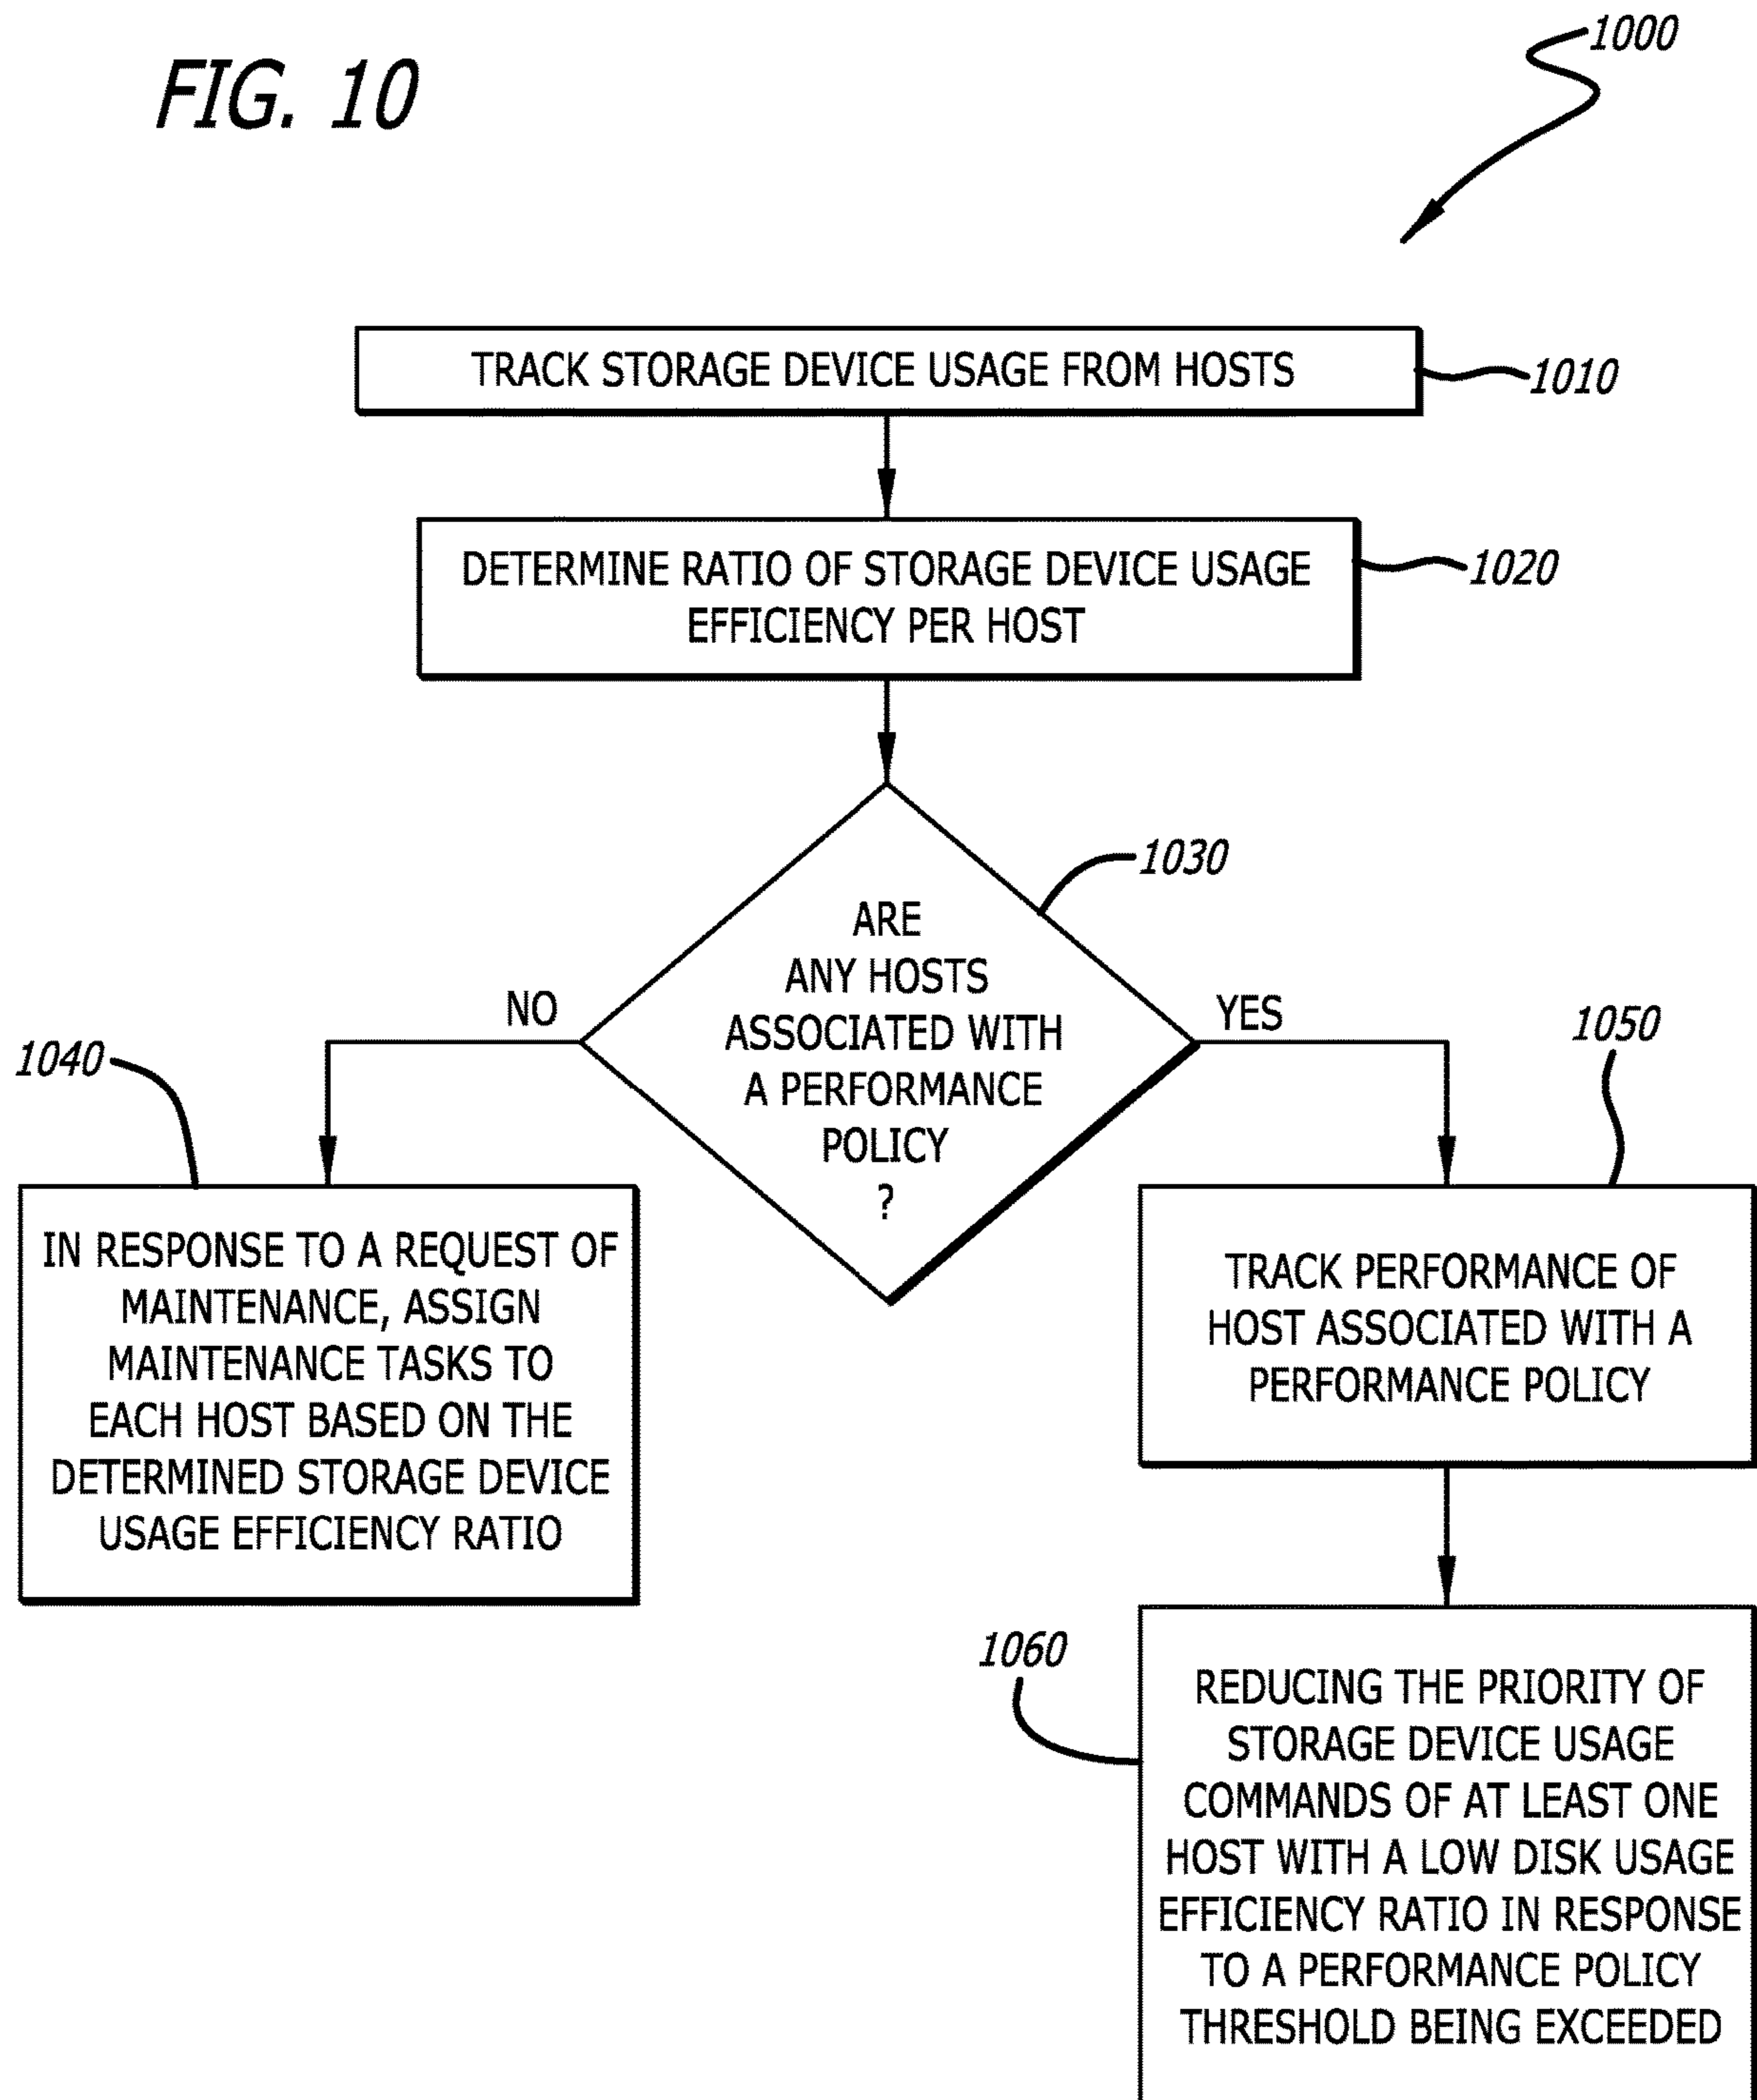 FIG. 10
1000
TRACK STORAGE DEVICE USAGE FROM HOSTS
1010
DETERMINE RATIO OF STORAGE DEVICE USAGE
EFFICIENCY PER HOST
1020
1030
ARE
ANY HOSTS
ASSOCIATED WITH
A PERFORMANCE
POLICY
?
NO
YES
1040
IN RESPONSE TO A REQUEST OF
MAINTENANCE, ASSIGN
MAINTENANCE TASKS TO
EACH HOST BASED ON THE
DETERMINED STORAGE DEVICE
USAGE EFFICIENCY RATIO
1050
TRACK PERFORMANCE OF
HOST ASSOCIATED WITH A
PERFORMANCE POLICY
1060
REDUCING THE PRIORITY OF
STORAGE DEVICE USAGE
COMMANDS OF AT LEAST ONE
HOST WITH A LOW DISK USAGE
EFFICIENCY RATIO IN RESPONSE
TO A PERFORMANCE POLICY
THRESHOLD BEING EXCEEDED